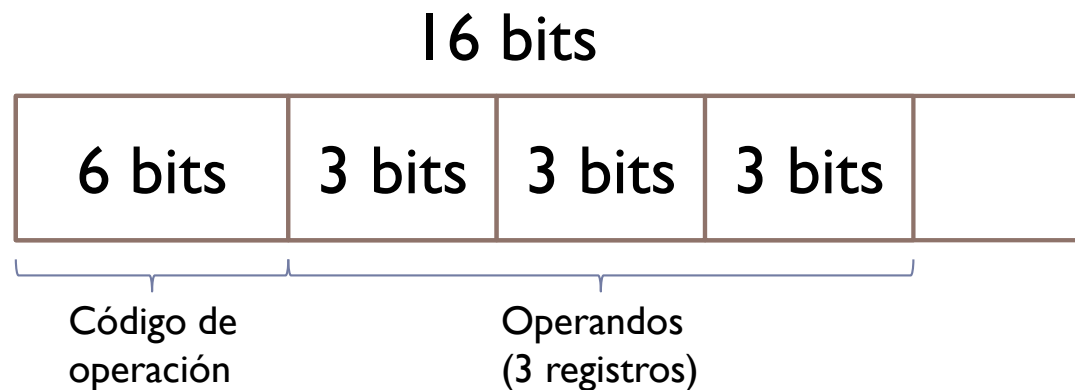 16 bits
6 bits 3 bits 3 bits 3 bits
Código de
operación
Operandos
(3 registros)